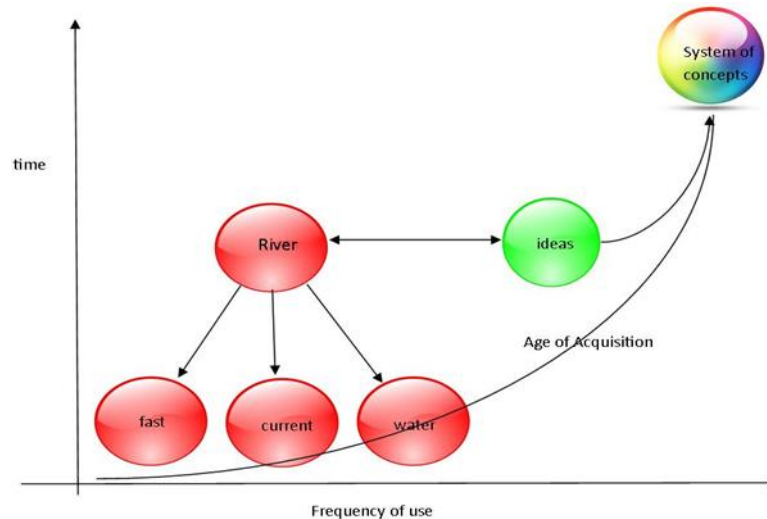 System of
concepts
time
River
ideas
Age of Acquisition
fast
current
water
Frequency of use